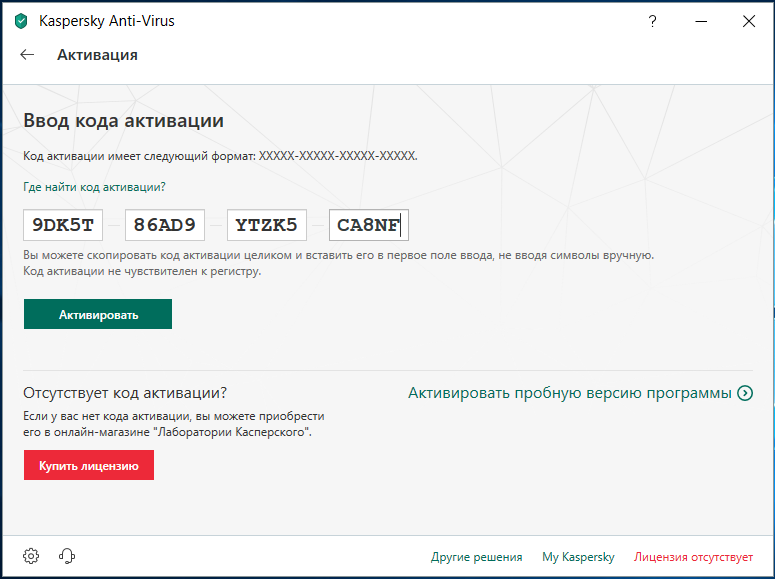 Kaspersky Anti-Virus
?
Активация
Ввод кода активации
Код активации имеет следующий формат: XXXXX-XXXXX-XXXXX-XXXXX.
Где найти код активации?
9DK5T – 86AD9 – YTZK5 – CA8NF
Вы можете скопировать код активации целиком и вставить его в первое поле ввода, не вводя символы вручную.
Код активации не чувствителен к регистру.
Активировать
Отсутствует код активации?
Если у вас нет кода активации, вы можете приобрести
его в онлайн-магазине "Лаборатории Касперского".
Купить лицензию
Активировать пробную версию программы
Другие решения My Kaspersky Лицензия отсутствует